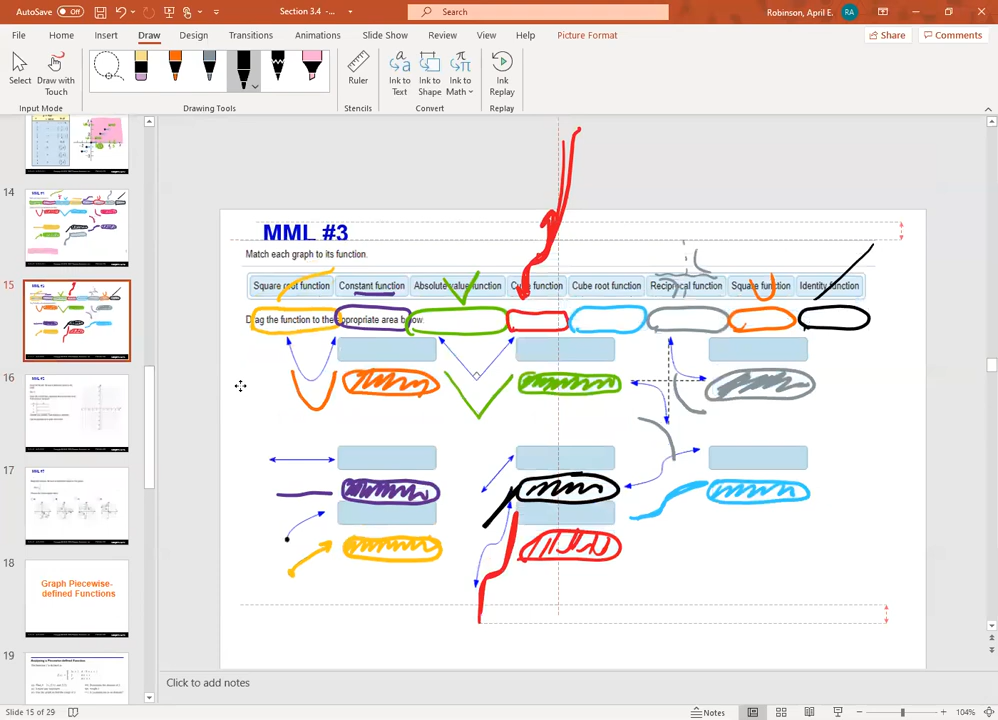 AutoSave Off Section 3.4 - Search Robinson, April E. RA
File Home Insert Draw Design Transitions Animations Slide Show Review View Help Picture Format Share Comments
Select Draw with Touch Ruler Ink to Text Ink to Shape Ink to Math Ink Replay
Input Mode Drawing Tools Stencils Convert Replay
14
15
16
17
18
Graph Piecewise-
defined Functions
19
MML #3
Match each graph to its function.
Square root function Constant function Absolute value function Cube function Cube root function Reciprocal function Square function Identity function
Drag the function to the appropriate area below.
Click to add notes
Slide 15 of 29 Notes 104%